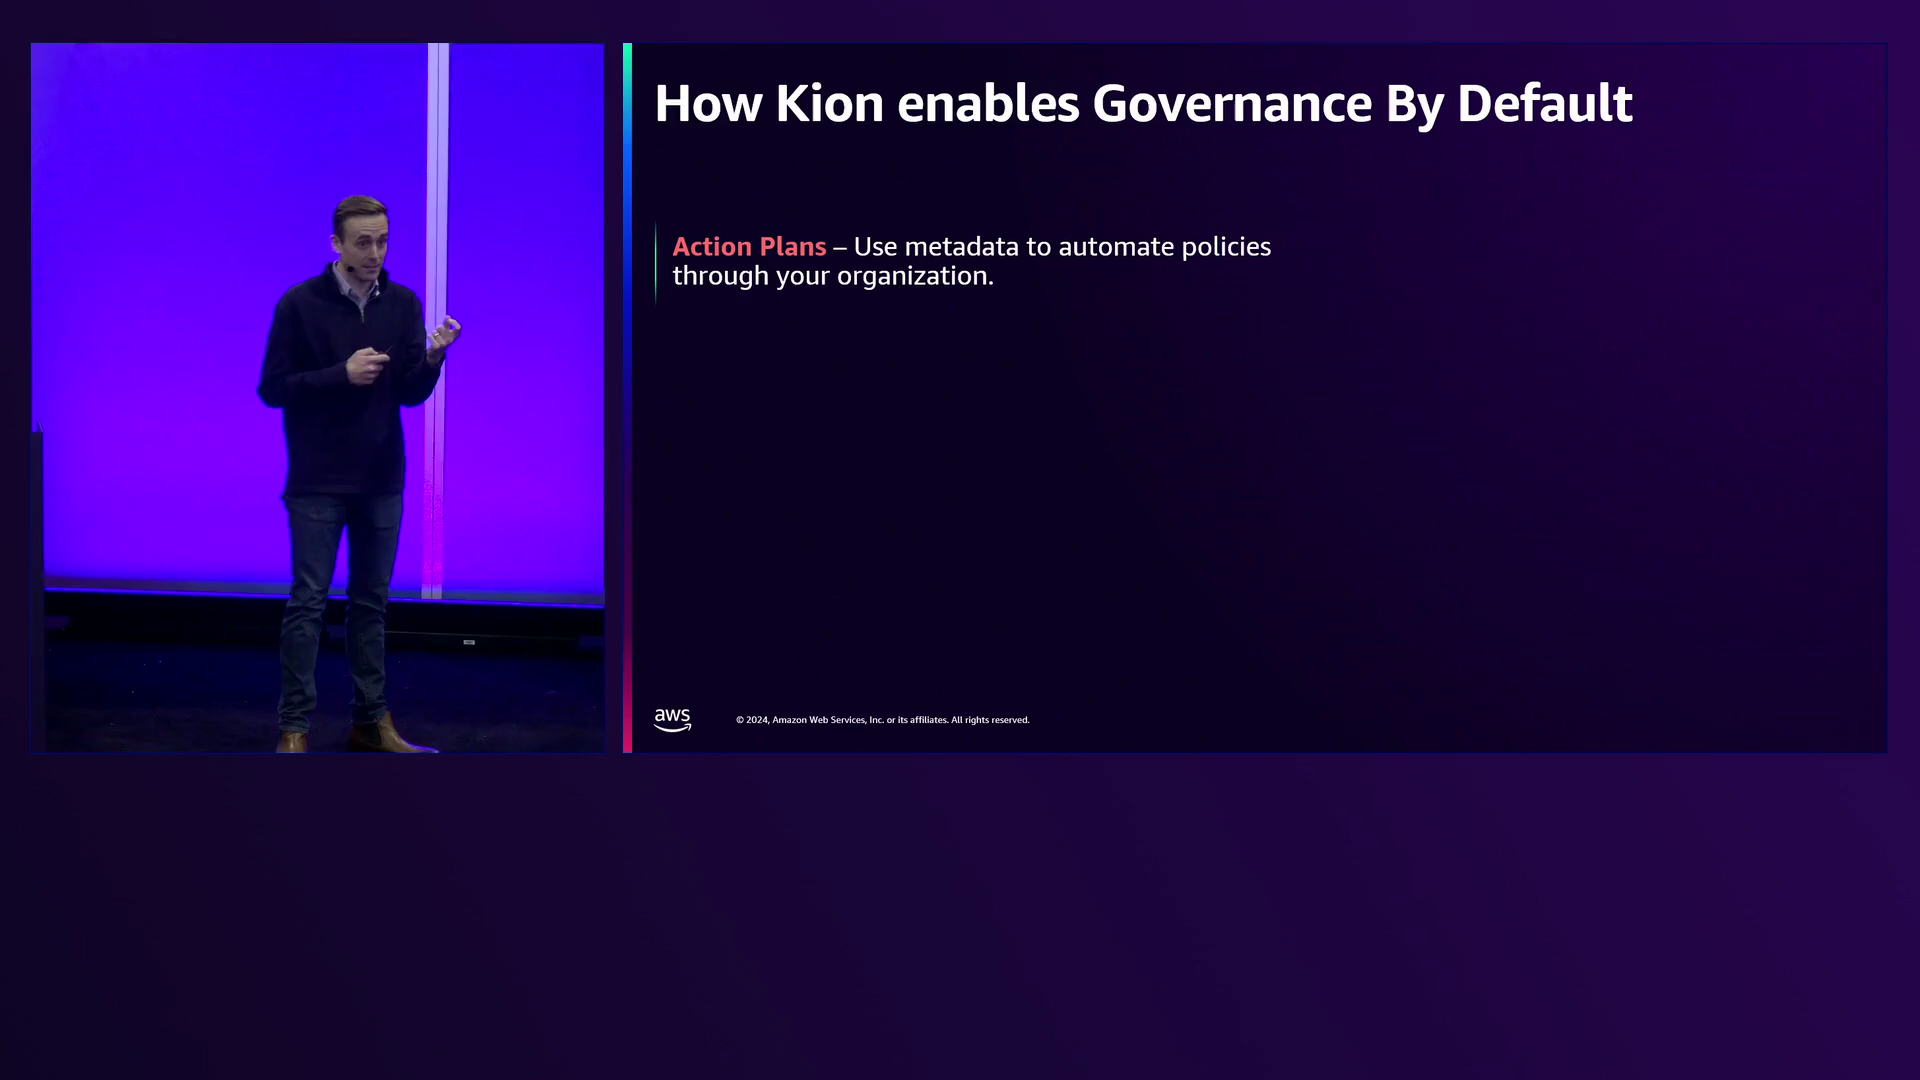 How Kion enables Governance By Default
Action Plans – Use metadata to automate policies
through your organization.
aws
© 2024, Amazon Web Services, Inc. or its affiliates. All rights reserved.